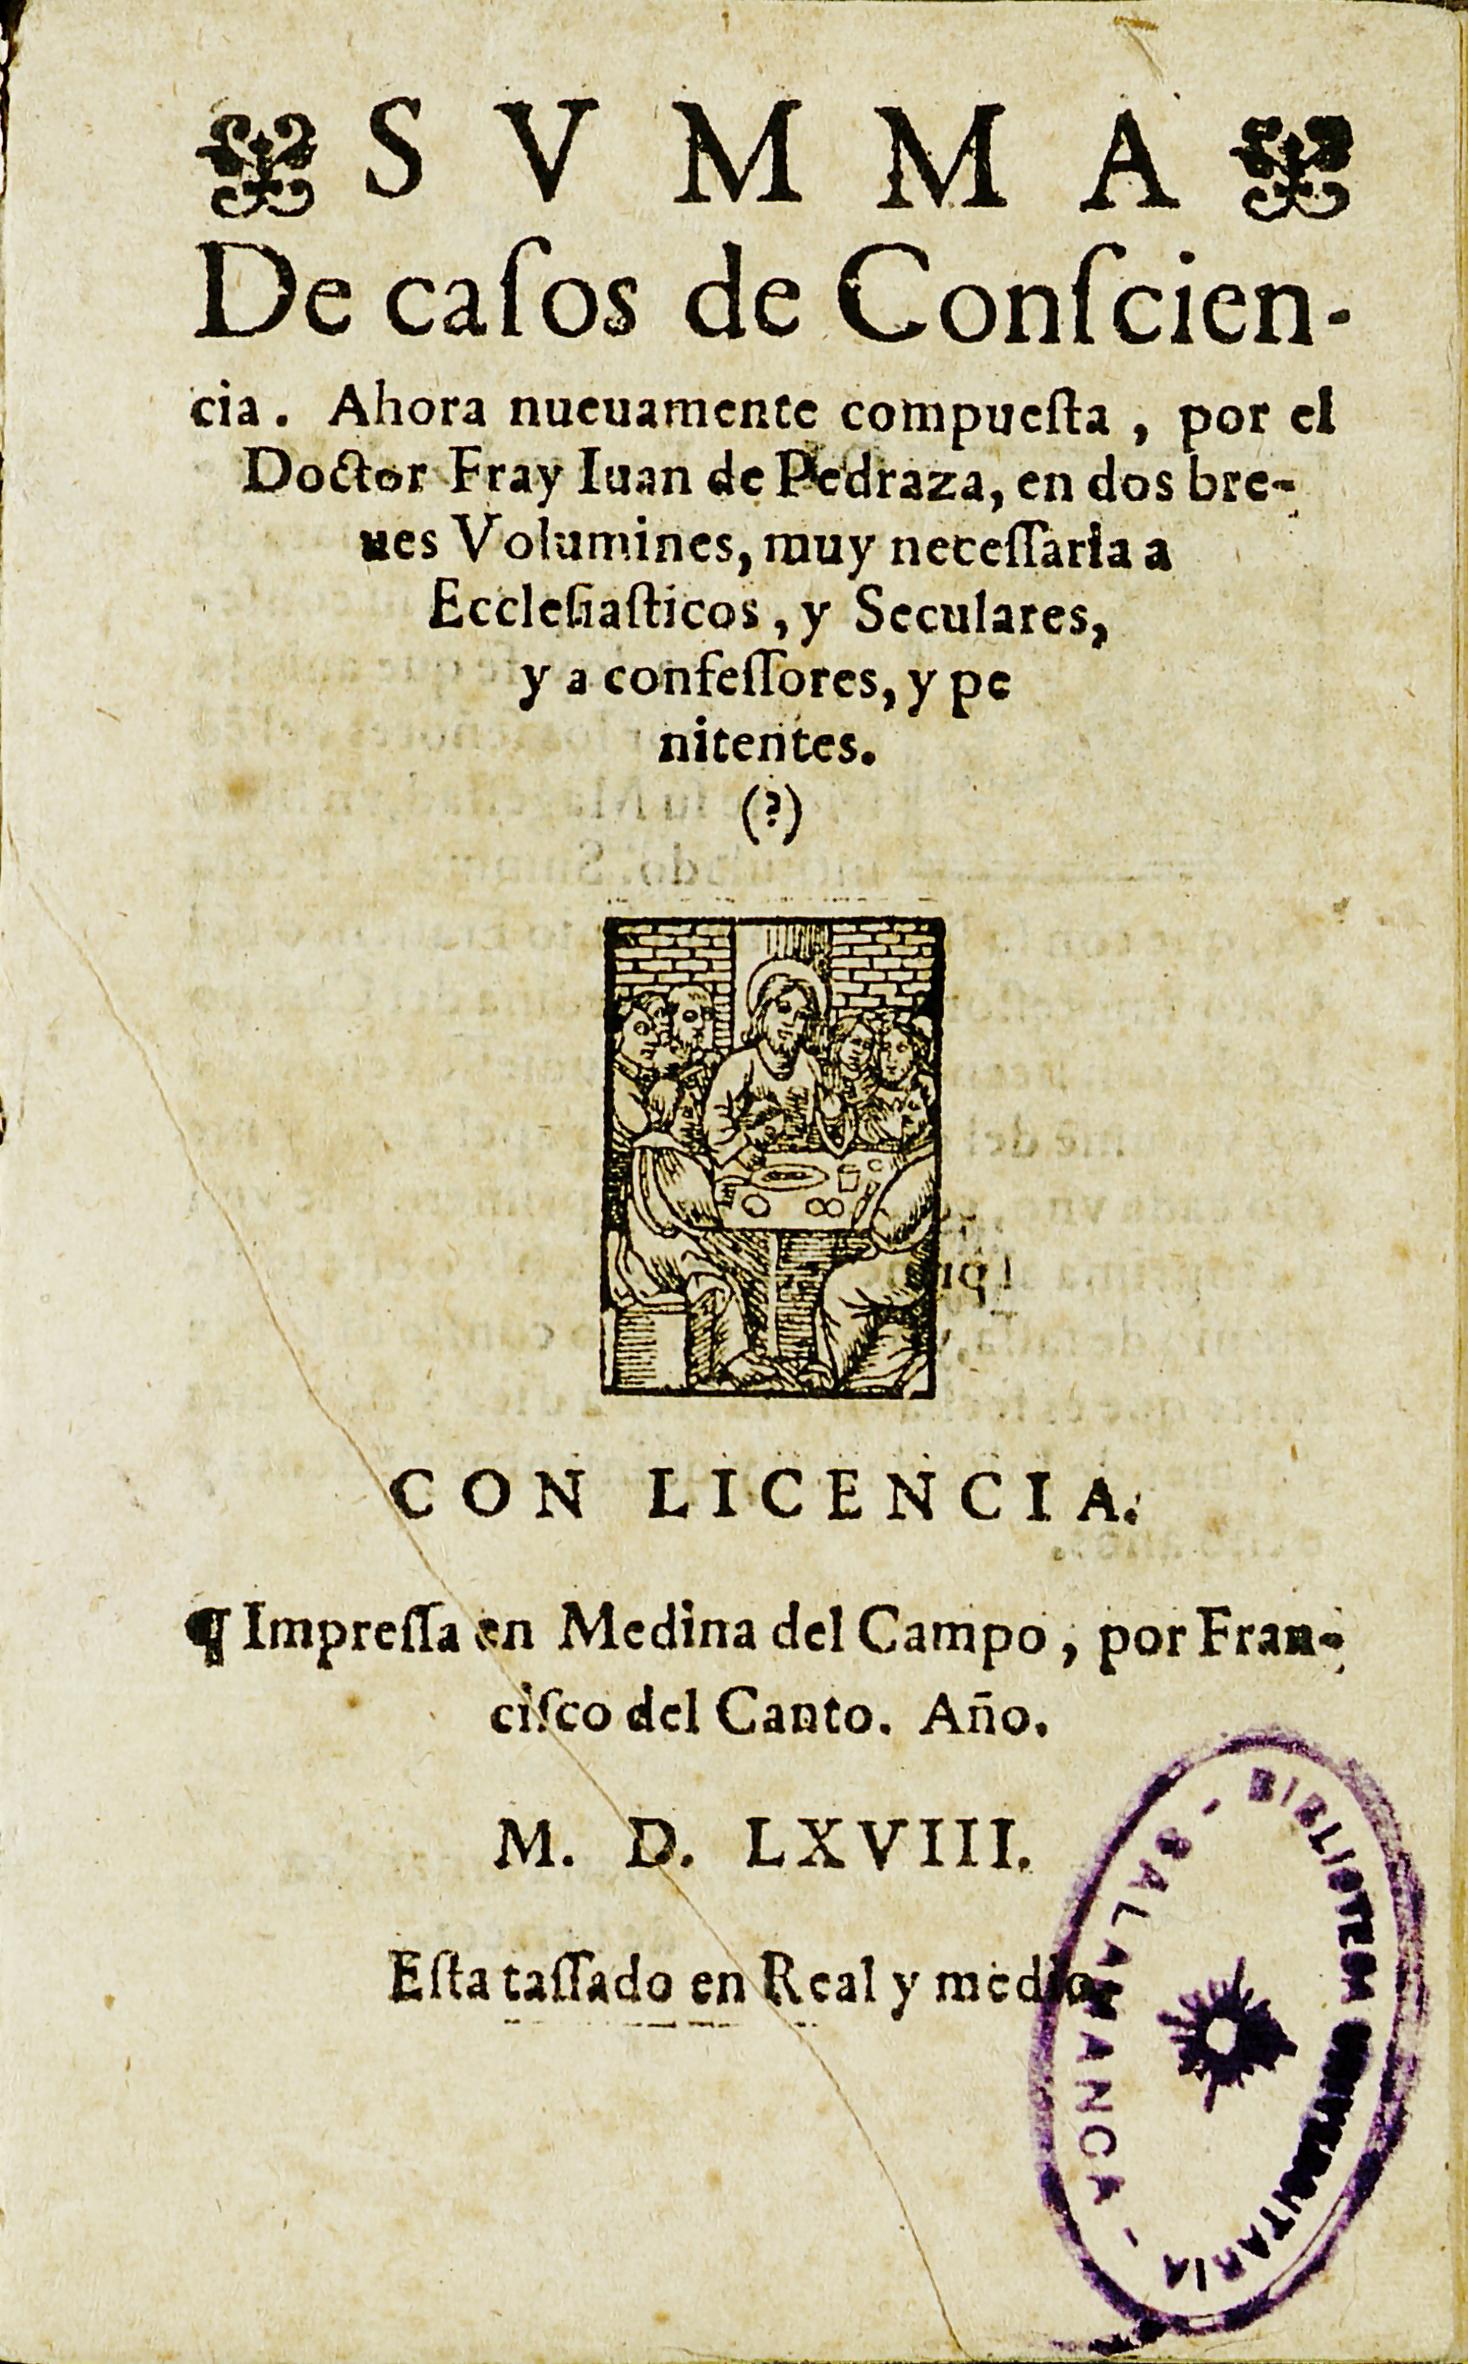 S V M M A
De caſos de Conſcien-
cia. Ahora nueuamente compueſta, por el
Doctor Fray Iuan de Pedraza, en dos bre-
ues Volumines, muy neceſſaria a
Eccleſiaſticos, y Seculares,
y a confeſſores, y pe
nitentes.
(?)
CON LICENCIA.
¶ Impreſſa en Medina del Campo, por Fran-
ciſco del Canto. Año.
M. D. LXVIII.
Eſta taſſado en Real y medio.
BIBLIOTECA UNIVERSITARIA - SALAMANCA -